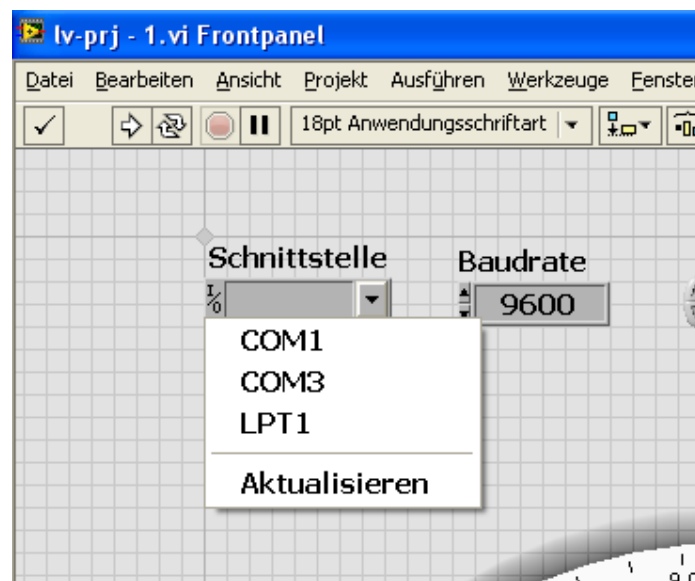 lv-prj - 1.vi Frontpanel
Datei Bearbeiten Ansicht Projekt Ausführen Werkzeuge Fenster
18pt Anwendungsschriftart
Schnittstelle Baudrate
I/O 9600
COM1
COM3
LPT1
Aktualisieren